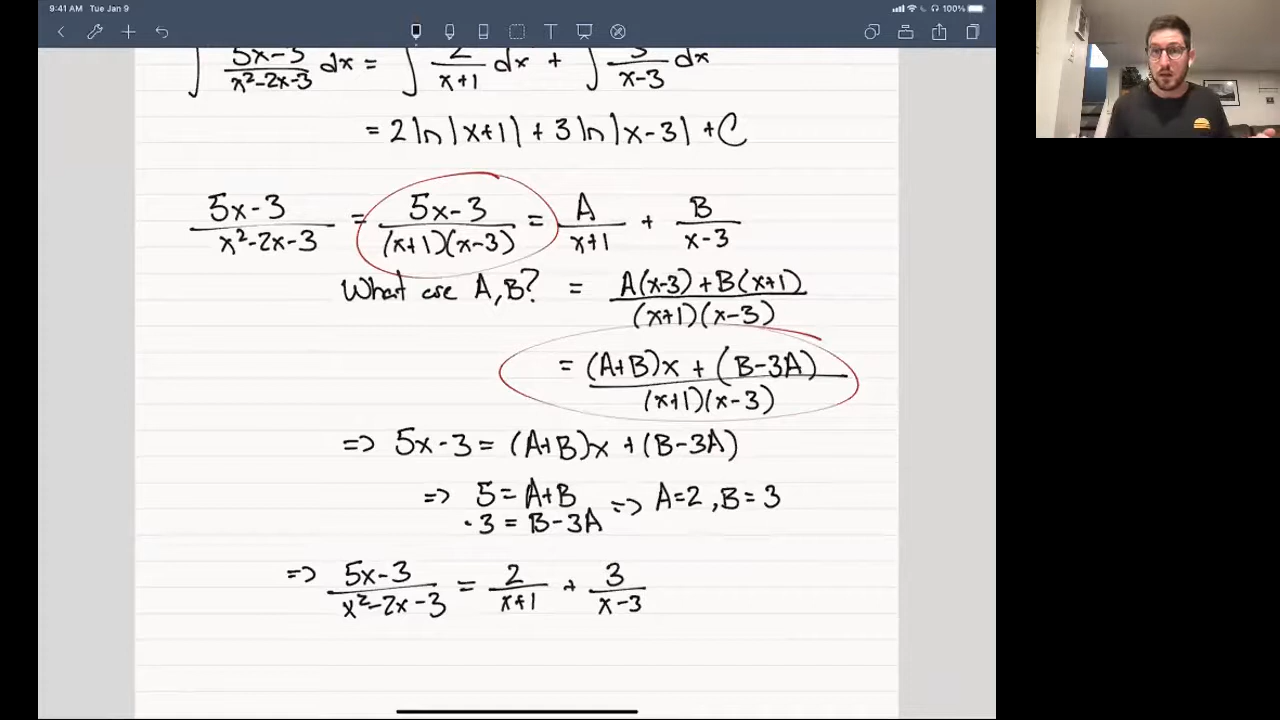 9:41 AM Tue Jan 9 100%
∫ 5x-3/x²-2x-3 dx = ∫ 2/x+1 dx + ∫ 3/x-3 dx
= 2 ln|x+1| + 3 ln|x-3| + C
5x-3/x²-2x-3 = 5x-3/(x+1)(x-3) = A/x+1 + B/x-3
What are A,B? = A(x-3)+B(x+1)/(x+1)(x-3)
= (A+B)x + (B-3A)/(x+1)(x-3)
=> 5x-3 = (A+B)x + (B-3A)
=> 5 = A+B => A=2, B=3
-3 = B-3A
=> 5x-3/x²-2x-3 = 2/x+1 + 3/x-3